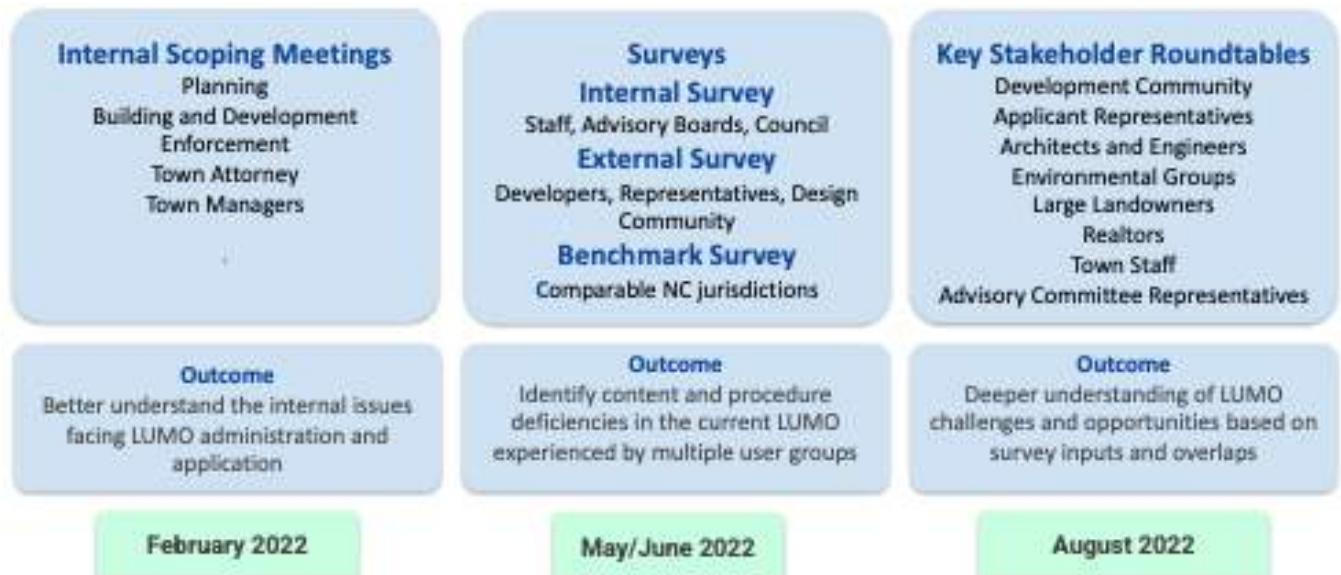 Internal Scoping Meetings
Planning
Building and Development
Enforcement
Town Attorney
Town Managers
Surveys
Internal Survey
Staff, Advisory Boards, Council
External Survey
Developers, Representatives, Design
Community
Benchmark Survey
Comparable NC jurisdictions
Key Stakeholder Roundtables
Development Community
Applicant Representatives
Architects and Engineers
Environmental Groups
Large Landowners
Realtors
Town Staff
Advisory Committee Representatives
Outcome
Better understand the internal issues
facing LUMO administration and
application
Outcome
Identify content and procedure
deficiencies in the current LUMO
experienced by multiple user groups
Outcome
Deeper understanding of LUMO
challenges and opportunities based on
survey inputs and overlaps
February 2022
May/June 2022
August 2022